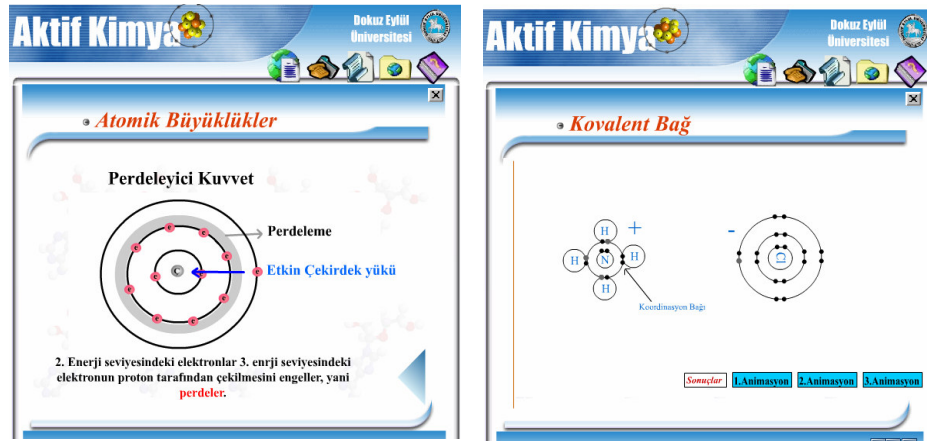 Aktif Kimya
Dokuz Eylül
Üniversitesi
Atomik Büyüklükler
Perdeleyici Kuvvet
Perdeleme
Etkin Çekirdek yükü
e
e
e
e
e
e
e
e
e
e
e
Ç
2. Enerji seviyesindeki elektronlar 3. enrji seviyesindeki
elektronun proton tarafından çekilmesini engeller, yani
perdeler.
Aktif Kimya
Dokuz Eylül
Üniversitesi
Kovalent Bağ
H
+
H
N
H
H
Koordinasyon Bağı
-
Cl
Sonuçlar
1.Animasyon
2.Animasyon
3.Animasyon